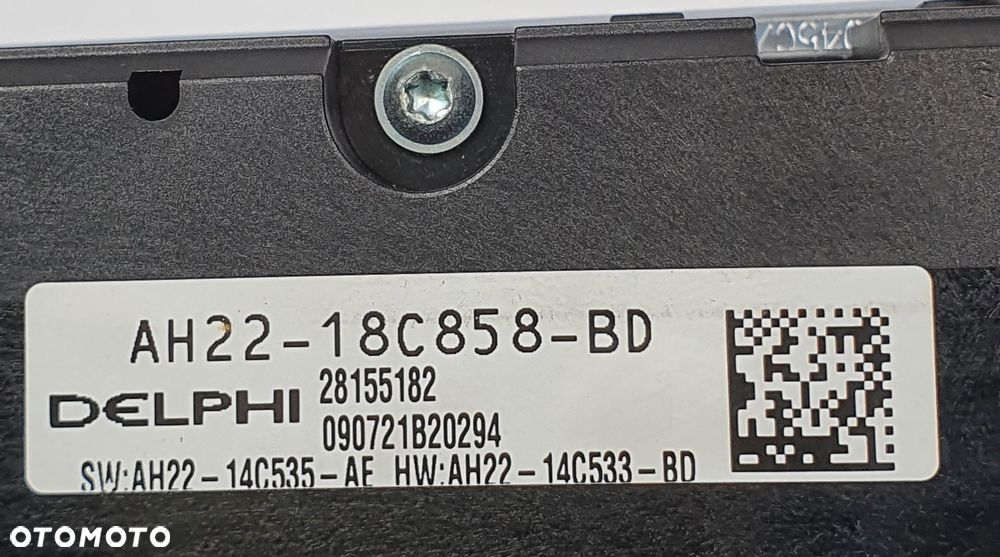 AH22-18C858-BD
DELPHI
28155182
090721B20294
SW:AH22-14C535-AE HW:AH22-14C533-BD
OTOMOTO